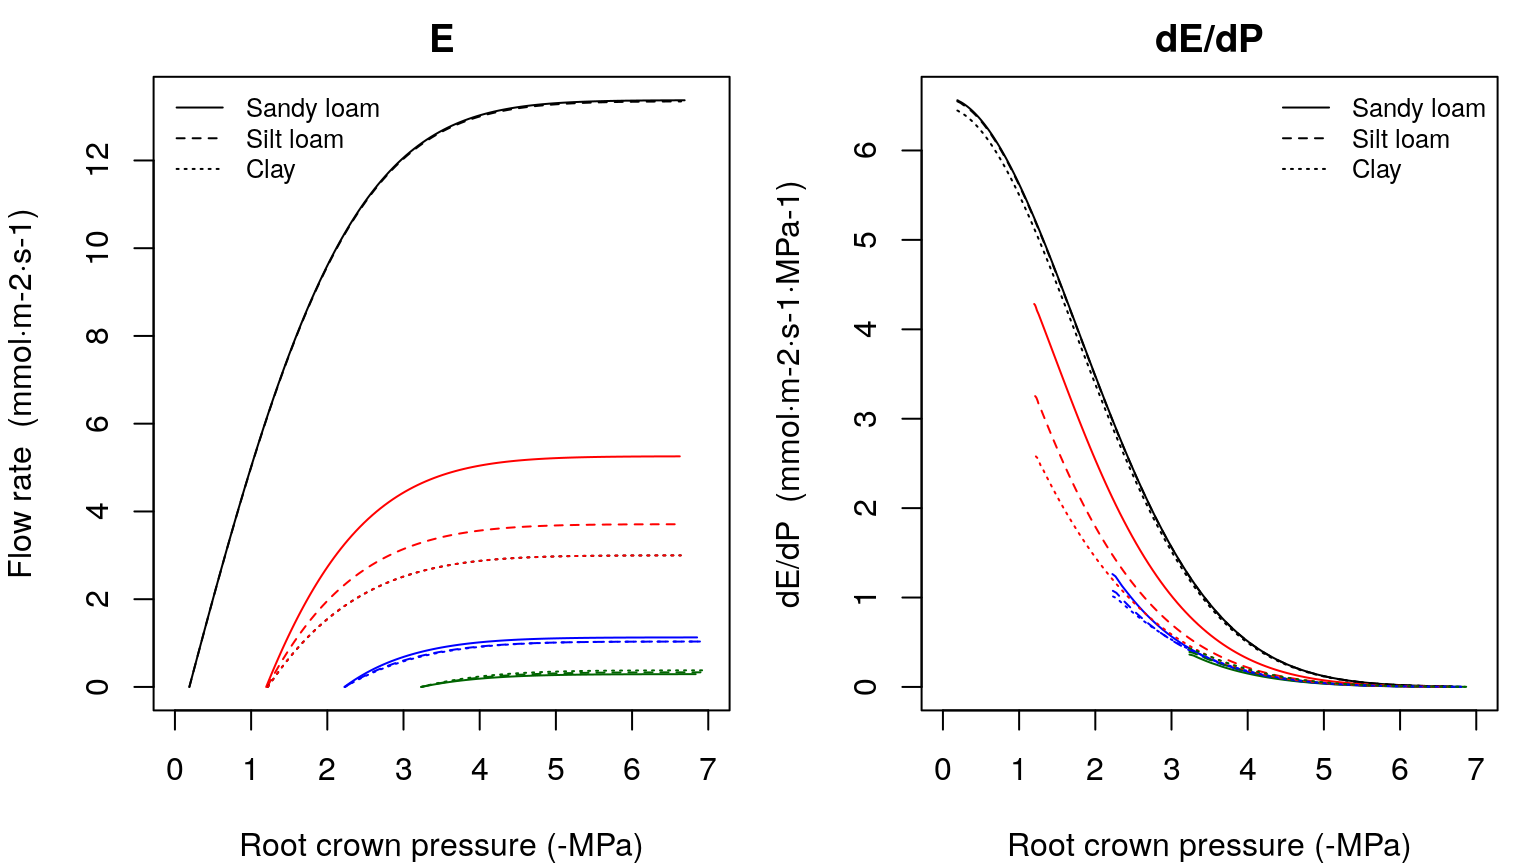 E
Sandy loam
Silt loam
Clay
Flow rate (mmol·m-2·s-1)
0
2
4
6
8
10
12
0 1 2 3 4 5 6 7
Root crown pressure (-MPa)
dE/dP
Sandy loam
Silt loam
Clay
dE/dP (mmol·m-2·s-1·MPa-1)
0
1
2
3
4
5
6
0 1 2 3 4 5 6 7
Root crown pressure (-MPa)